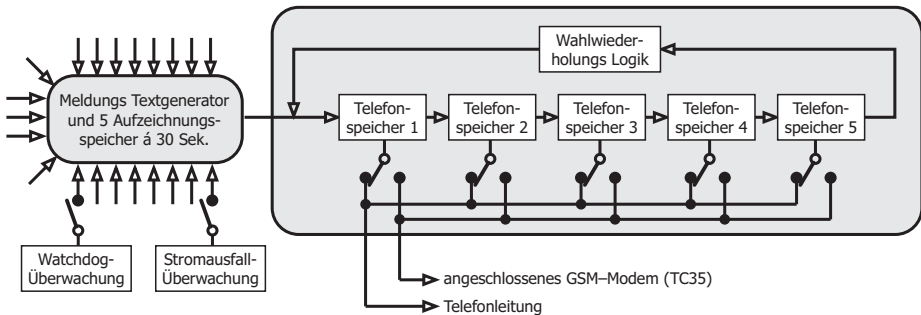 Wahlwieder-
holungs Logik
Meldungs Textgenerator
und 5 Aufzeichnungs-
speicher á 30 Sek.
Telefon-
speicher 1
Telefon-
speicher 2
Telefon-
speicher 3
Telefon-
speicher 4
Telefon-
speicher 5
Watchdog-
Überwachung
Stromausfall-
Überwachung
angeschlossenes GSM–Modem (TC35)
Telefonleitung